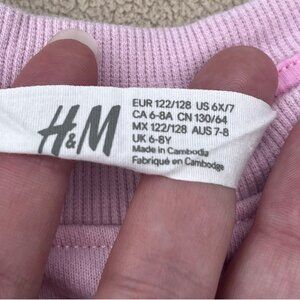 H&M
EUR 122/128 US 6X/7
CA 6-8A CN 130/64
MX 122/128 AUS 7-8
UK 6-8Y
Made in Cambodia
Fabriqué en Cambodge